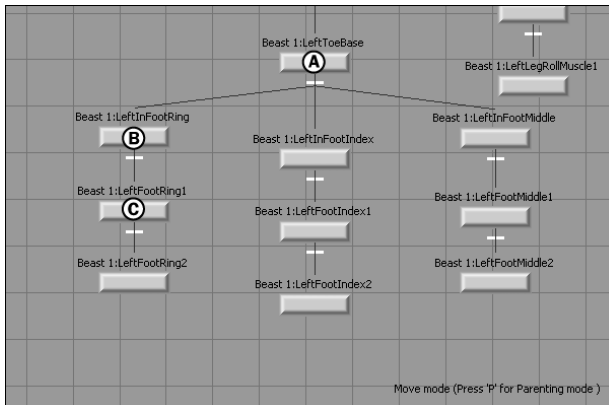 Beast 1:LeftToeBase
A
Beast 1:LeftLegRollMuscle1
Beast 1:LeftInFootRing
B
Beast 1:LeftInFootIndex
Beast 1:LeftInFootMiddle
Beast 1:LeftFootRing1
C
Beast 1:LeftFootIndex1
Beast 1:LeftFootMiddle1
Beast 1:LeftFootRing2
Beast 1:LeftFootIndex2
Beast 1:LeftFootMiddle2
Move mode (Press 'P' for Parenting mode )